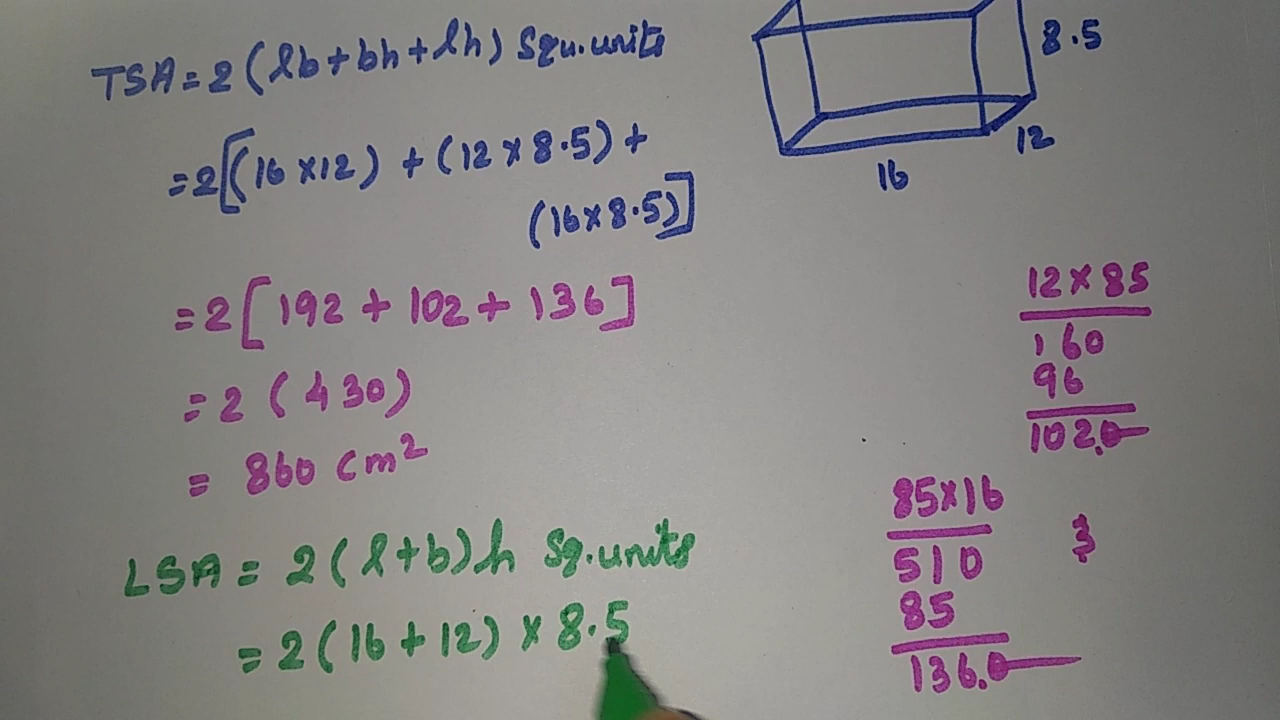 TSA = 2 (lb + bh + lh) Squ.units
8.5
= 2[(16 × 12) + (12 × 8.5) +
(16 × 8.5)]
12
16
= 2 [192 + 102 + 136]
= 2 (430)
= 860 cm²
12 × 85
160
96
102.0
LSA = 2 (l + b) h Sq.units
= 2 (16 + 12) × 8.5
85 × 16
3
510
85
136.0